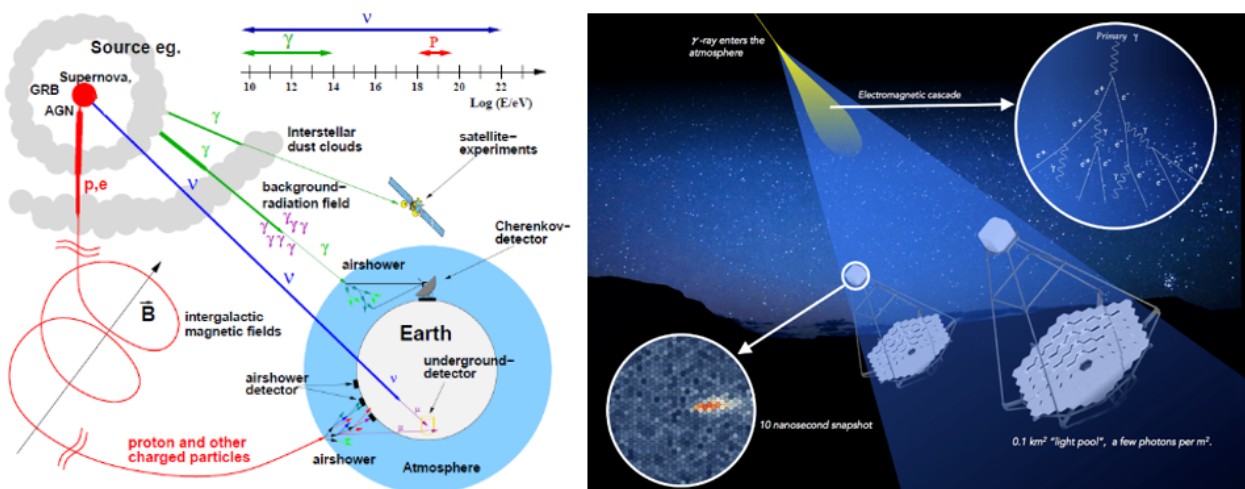 Source eg.
Supernova,
GRB
AGN
p,e
ν
γ
P
10 12 14 16 18 20 22
Log (E/eV)
γ
γ
ν
Interstellar
dust clouds
satellite−
experiments
background−
radiation field
γγγ
γγγγ
γ
Cherenkov−
detector
airshower
ν
B
intergalactic
magnetic fields
Earth
underground−
detector
airshower
detector
ν
μ
μ
proton and other
charged particles
airshower
Atmosphere
γ -ray enters the
atmosphere
Electromagnetic cascade
Primary γ
e+
e-
e+
e-
e+
e-
e+
e-
10 nanosecond snapshot
0.1 km² "light pool", a few photons per m².